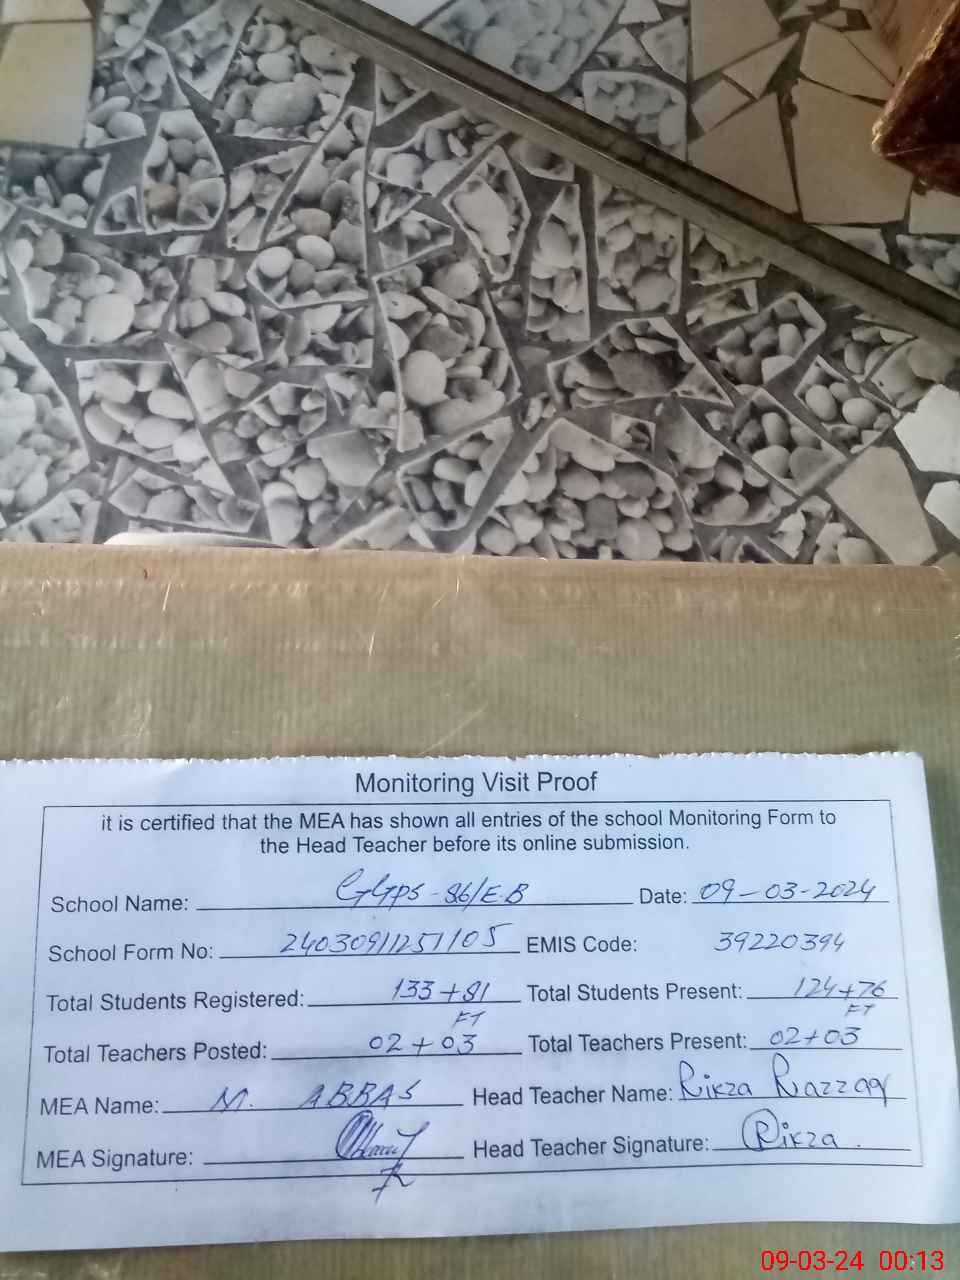 Monitoring Visit Proof
it is certified that the MEA has shown all entries of the school Monitoring Form to
the Head Teacher before its online submission.
School Name: GGPS-86/E.B Date: 09-03-2024
School Form No: 24030911251105 EMIS Code: 39220394
Total Students Registered: 133+81 Total Students Present: 124+76
FT FT
Total Teachers Posted: 02+03 Total Teachers Present: 02+03
MEA Name: M. ABBAS Head Teacher Name: Rikza Razzaq
MEA Signature: Head Teacher Signature: Rikza.
09-03-24 00:13